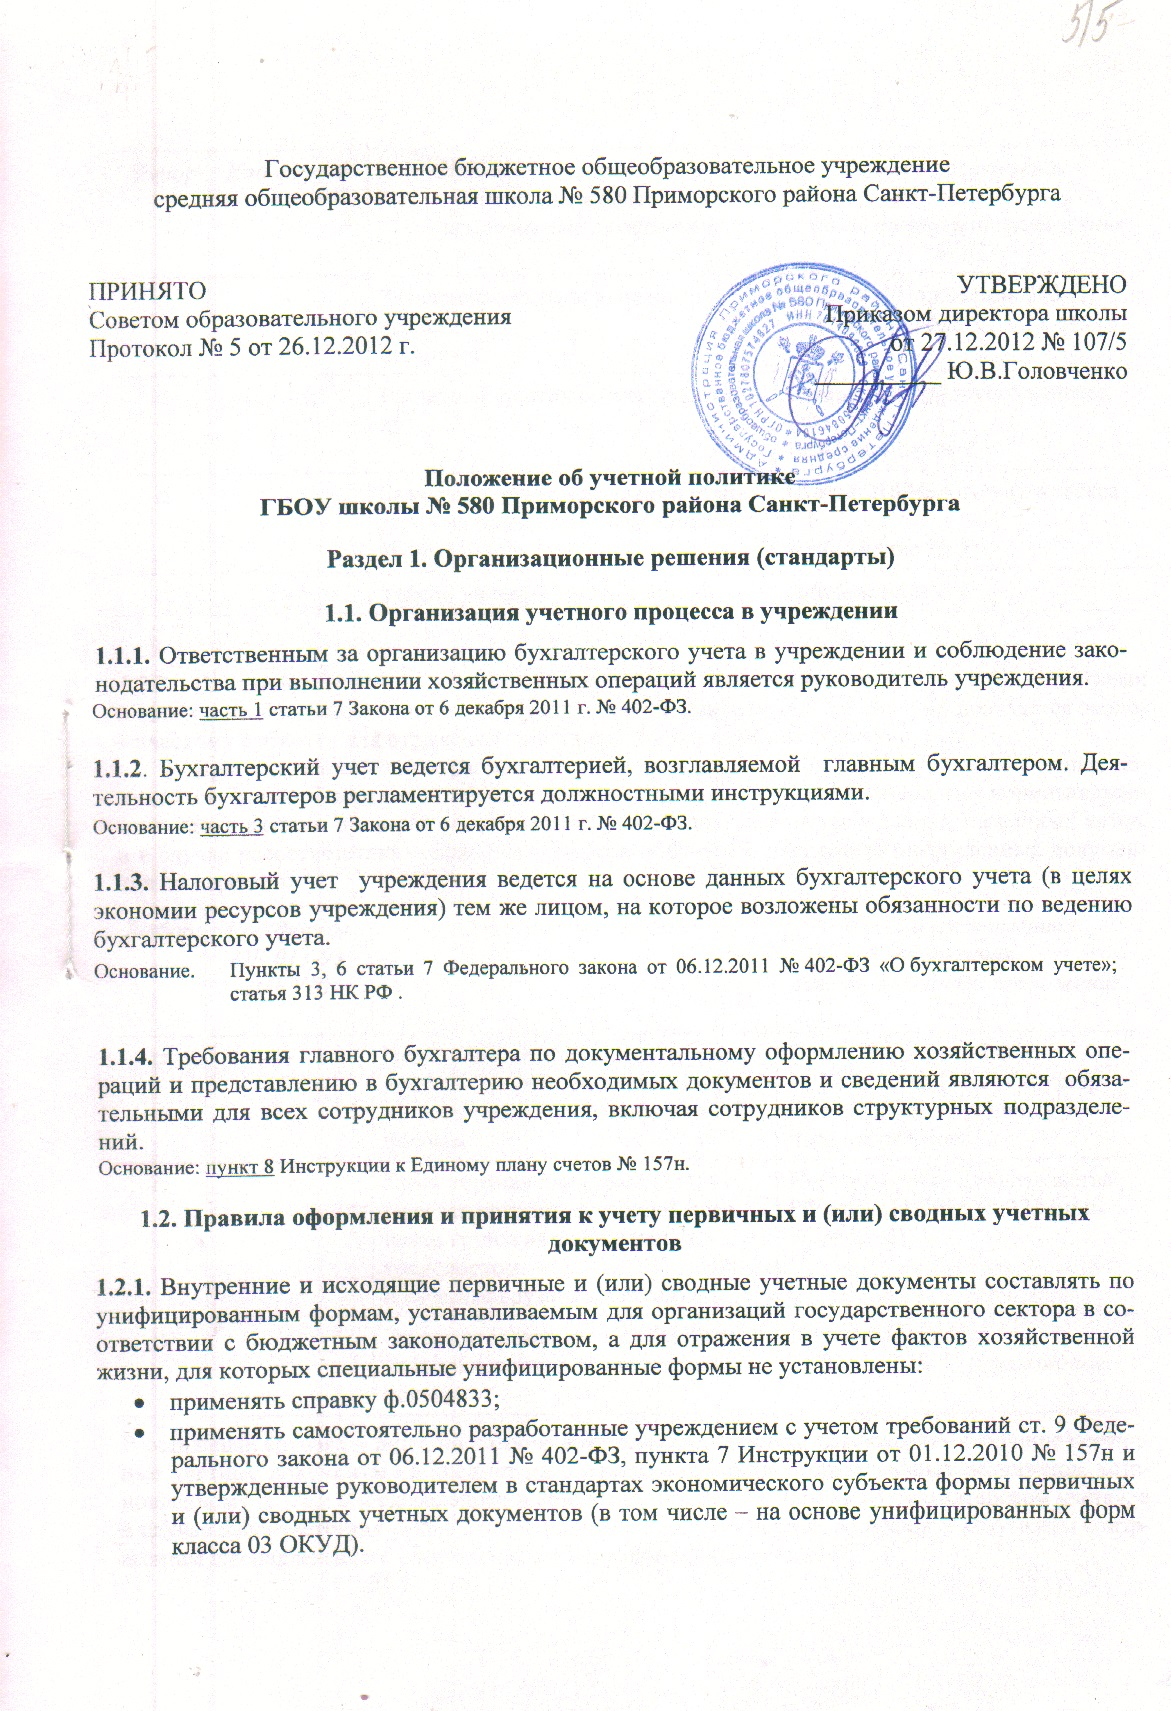 5/5
Государственное бюджетное общеобразовательное учреждение
средняя общеобразовательная школа № 580 Приморского района Санкт-Петербурга
ПРИНЯТО
Советом образовательного учреждения
Протокол № 5 от 26.12.2012 г.
УТВЕРЖДЕНО
Приказом директора школы
от 27.12.2012 № 107/5
Ю.В.Головченко
Положение об учетной политике
ГБОУ школы № 580 Приморского района Санкт-Петербурга
Раздел 1. Организационные решения (стандарты)
1.1. Организация учетного процесса в учреждении
1.1.1. Ответственным за организацию бухгалтерского учета в учреждении и соблюдение зако-
нодательства при выполнении хозяйственных операций является руководитель учреждения.
Основание: часть 1 статьи 7 Закона от 6 декабря 2011 г. № 402-ФЗ.
1.1.2. Бухгалтерский учет ведется бухгалтерией, возглавляемой главным бухгалтером. Дея-
тельность бухгалтеров регламентируется должностными инструкциями.
Основание: часть 3 статьи 7 Закона от 6 декабря 2011 г. № 402-ФЗ.
1.1.3. Налоговый учет учреждения ведется на основе данных бухгалтерского учета (в целях
экономии ресурсов учреждения) тем же лицом, на которое возложены обязанности по ведению
бухгалтерского учета.
Основание. Пункты 3, 6 статьи 7 Федерального закона от 06.12.2011 № 402-ФЗ «О бухгалтерском учете»;
статья 313 НК РФ .
1.1.4. Требования главного бухгалтера по документальному оформлению хозяйственных опе-
раций и представлению в бухгалтерию необходимых документов и сведений являются обяза-
тельными для всех сотрудников учреждения, включая сотрудников структурных подразделе-
ний.
Основание: пункт 8 Инструкции к Единому плану счетов № 157н.
1.2. Правила оформления и принятия к учету первичных и (или) сводных учетных
документов
1.2.1. Внутренние и исходящие первичные и (или) сводные учетные документы составлять по
унифицированным формам, устанавливаемым для организаций государственного сектора в со-
ответствии с бюджетным законодательством, а для отражения в учете фактов хозяйственной
жизни, для которых специальные унифицированные формы не установлены:
• применять справку ф.0504833;
• применять самостоятельно разработанные учреждением с учетом требований ст. 9 Феде-
рального закона от 06.12.2011 № 402-ФЗ, пункта 7 Инструкции от 01.12.2010 № 157н и
утвержденные руководителем в стандартах экономического субъекта формы первичных
и (или) сводных учетных документов (в том числе – на основе унифицированных форм
класса 03 ОКУД).